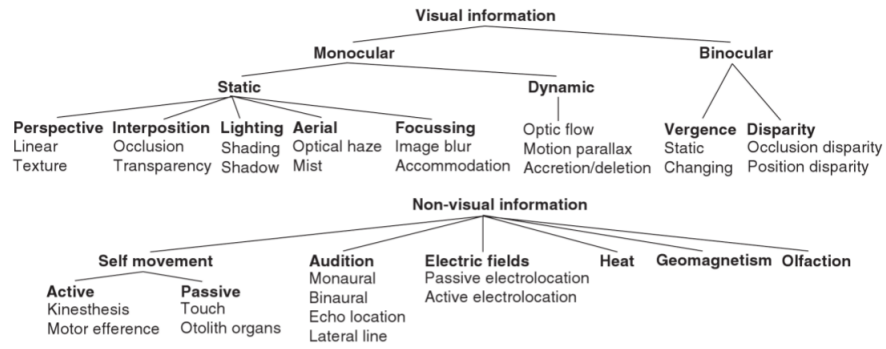 Visual information
Monocular Binocular
Static Dynamic
Perspective Interposition Lighting Aerial Focussing
Linear Occlusion Shading Optical haze Image blur
Texture Transparency Shadow Mist Accommodation
Optic flow
Motion parallax
Accretion/deletion
Vergence Disparity
Static Occlusion disparity
Changing Position disparity
Non-visual information
Self movement
Active Passive
Kinesthesis Touch
Motor efference Otolith organs
Audition
Monaural
Binaural
Echo location
Lateral line
Electric fields
Passive electrolocation
Active electrolocation
Heat
Geomagnetism
Olfaction